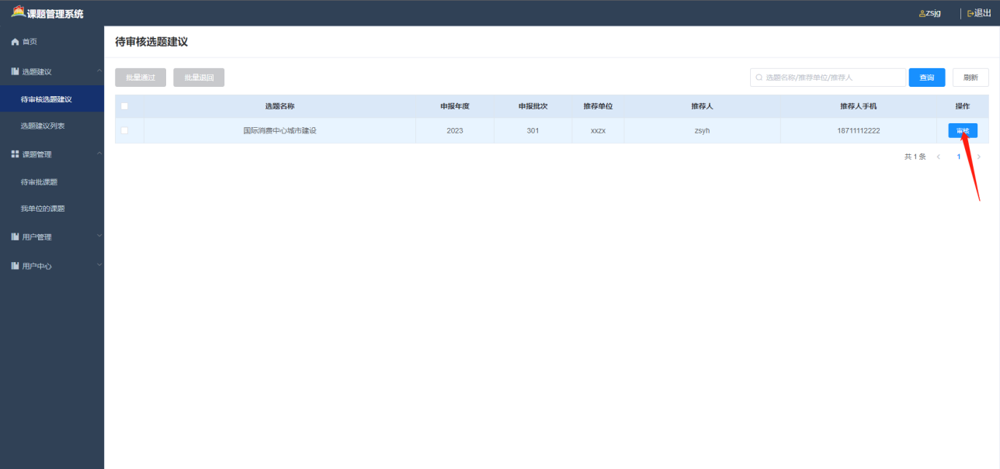 课题管理系统
zsjg
退出
首页
选题建议
待审核选题建议
选题建议列表
课题管理
待审批课题
我单位的课题
用户管理
用户中心
待审核选题建议
批量通过 批量退回 选题名称/推荐单位/推荐人 查询 刷新
选题名称 申报年度 申报批次 推荐单位 推荐人 推荐人手机 操作
国际消费中心城市建设 2023 301 xxzx zsyh 18711112222 审核
共 1 条 1